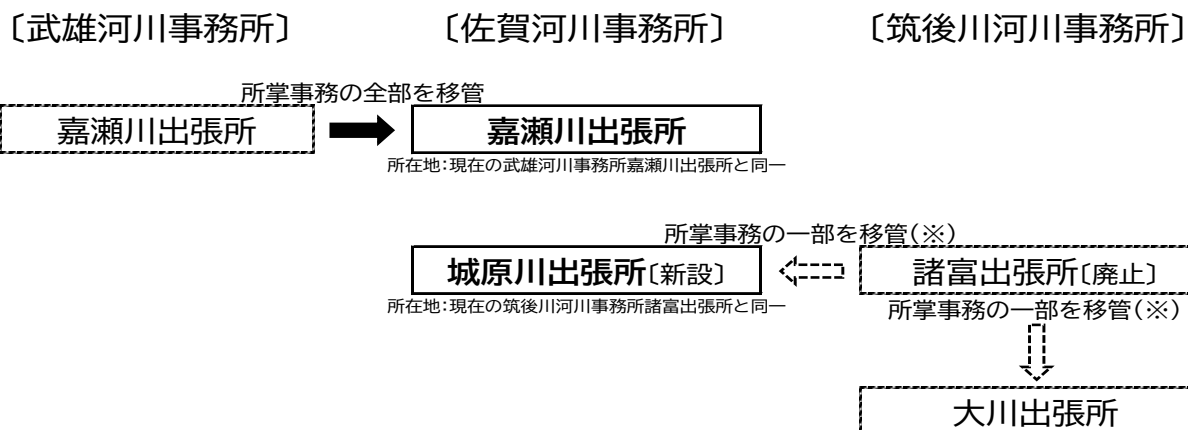 〔武雄河川事務所〕
〔佐賀河川事務所〕
〔筑後川河川事務所〕
所掌事務の全部を移管
嘉瀬川出張所
嘉瀬川出張所
所在地:現在の武雄河川事務所嘉瀬川出張所と同一
所掌事務の一部を移管(※)
城原川出張所〔新設〕
諸富出張所〔廃止〕
所在地:現在の筑後川河川事務所諸富出張所と同一
所掌事務の一部を移管(※)
大川出張所